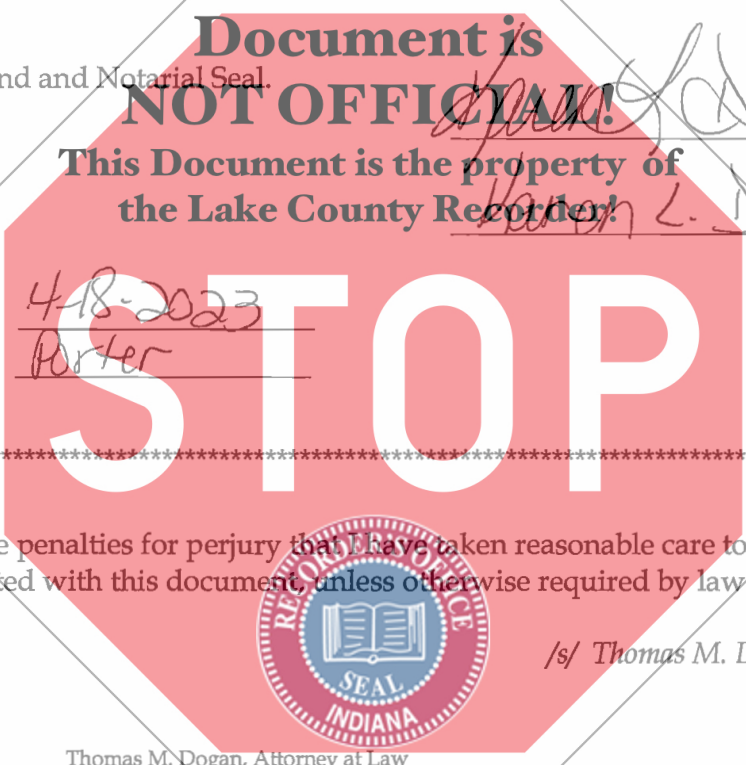 Document is
nd and Notarial Seal.
NOT OFFICIAL!
This Document is the property of
the Lake County Recorder!
Karen L.
4-18-2023
Porter
STOP
********************************************************************************
e penalties for perjury that I have taken reasonable care to
ted with this document, unless otherwise required by law
/s/ Thomas M. D
RECORDER'S OFFICE
SEAL
INDIANA
Thomas M. Dogan, Attorney at Law